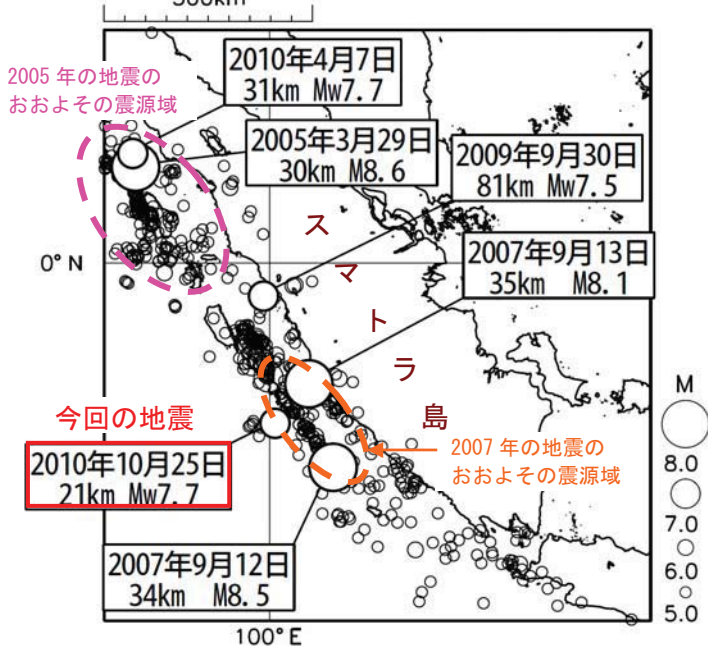 2005 年の地震の
おおよその震源域
2010年4月7日
31km Mw7.7
2005年3月29日
30km M8.6
2009年9月30日
81km Mw7.5
2007年9月13日
35km M8.1
0° N
ス
マ
ト
ラ
島
今回の地震
2010年10月25日
21km Mw7.7
2007 年の地震の
おおよその震源域
2007年9月12日
34km M8.5
100° E
M
8.0
7.0
6.0
5.0